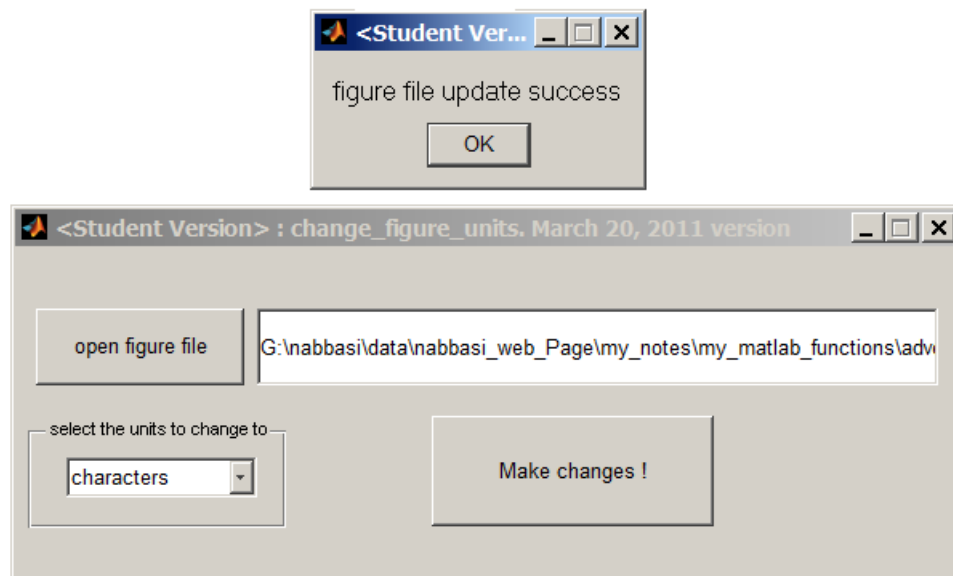 <Student Ver...
figure file update success
OK
<Student Version> : change_figure_units. March 20, 2011 version
open figure file
G:\nabbasi\data\nabbasi_web_Page\my_notes\my_matlab_functions\adv
select the units to change to
characters
Make changes !